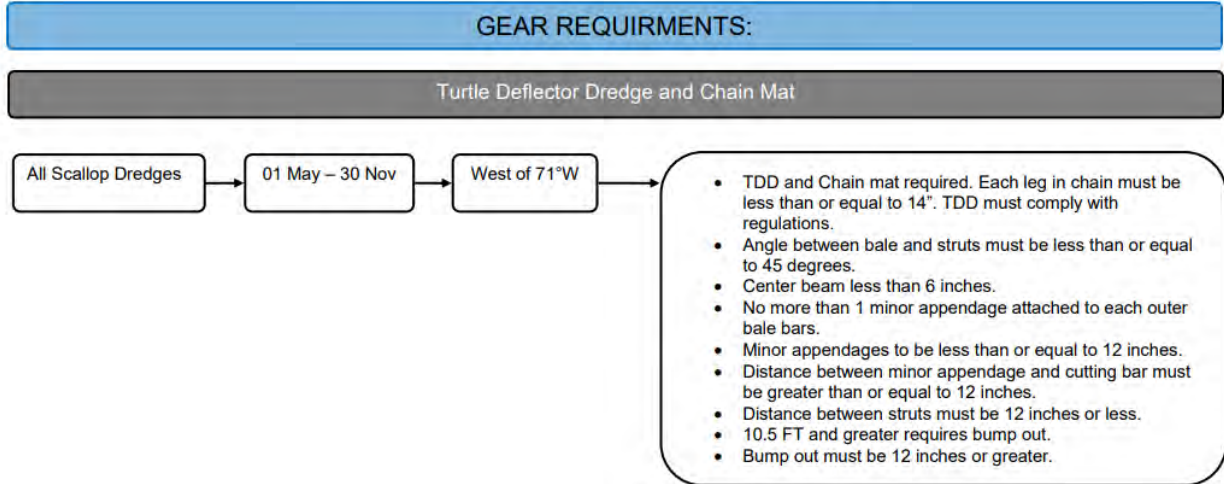 GEAR REQUIRMENTS:
Turtle Deflector Dredge and Chain Mat
All Scallop Dredges
01 May – 30 Nov
West of 71°W
• TDD and Chain mat required. Each leg in chain must be
less than or equal to 14”. TDD must comply with
regulations.
• Angle between bale and struts must be less than or equal
to 45 degrees.
• Center beam less than 6 inches.
• No more than 1 minor appendage attached to each outer
bale bars.
• Minor appendages to be less than or equal to 12 inches.
• Distance between minor appendage and cutting bar must
be greater than or equal to 12 inches.
• Distance between struts must be 12 inches or less.
• 10.5 FT and greater requires bump out.
• Bump out must be 12 inches or greater.